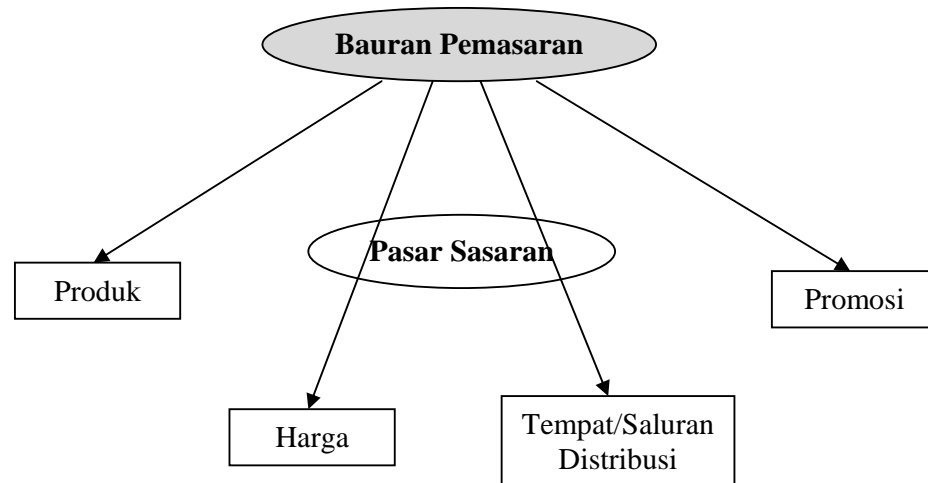 Bauran Pemasaran
Pasar Sasaran
Produk
Promosi
Harga
Tempat/Saluran
Distribusi